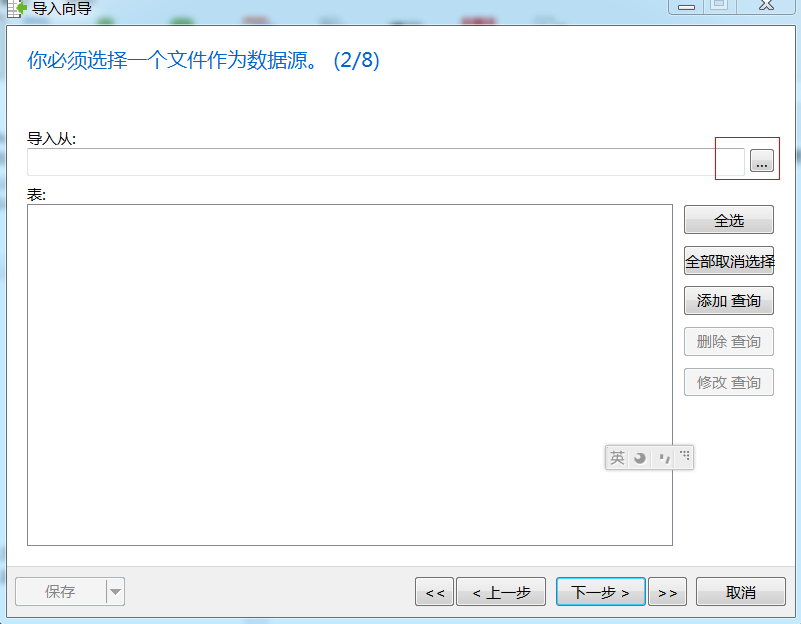 导入向导
你必须选择一个文件作为数据源。 (2/8)
导入从:
...
表:
全选
全部取消选择
添加 查询
删除 查询
修改 查询
英
保存
<<
< 上一步
下一步 >
>>
取消